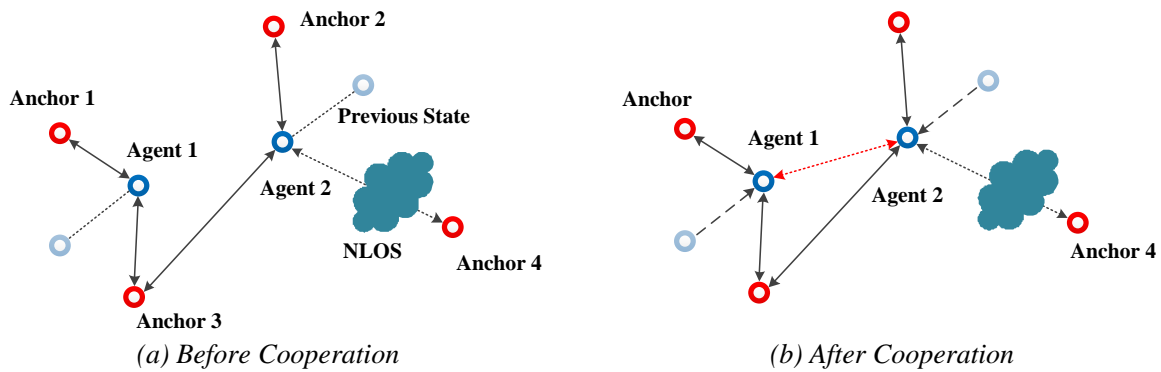 Anchor 2
Anchor 1
Previous State
Agent 1
Agent 2
NLOS
Anchor 4
Anchor 3
(a) Before Cooperation
Anchor
Agent 1
Agent 2
Anchor 4
(b) After Cooperation